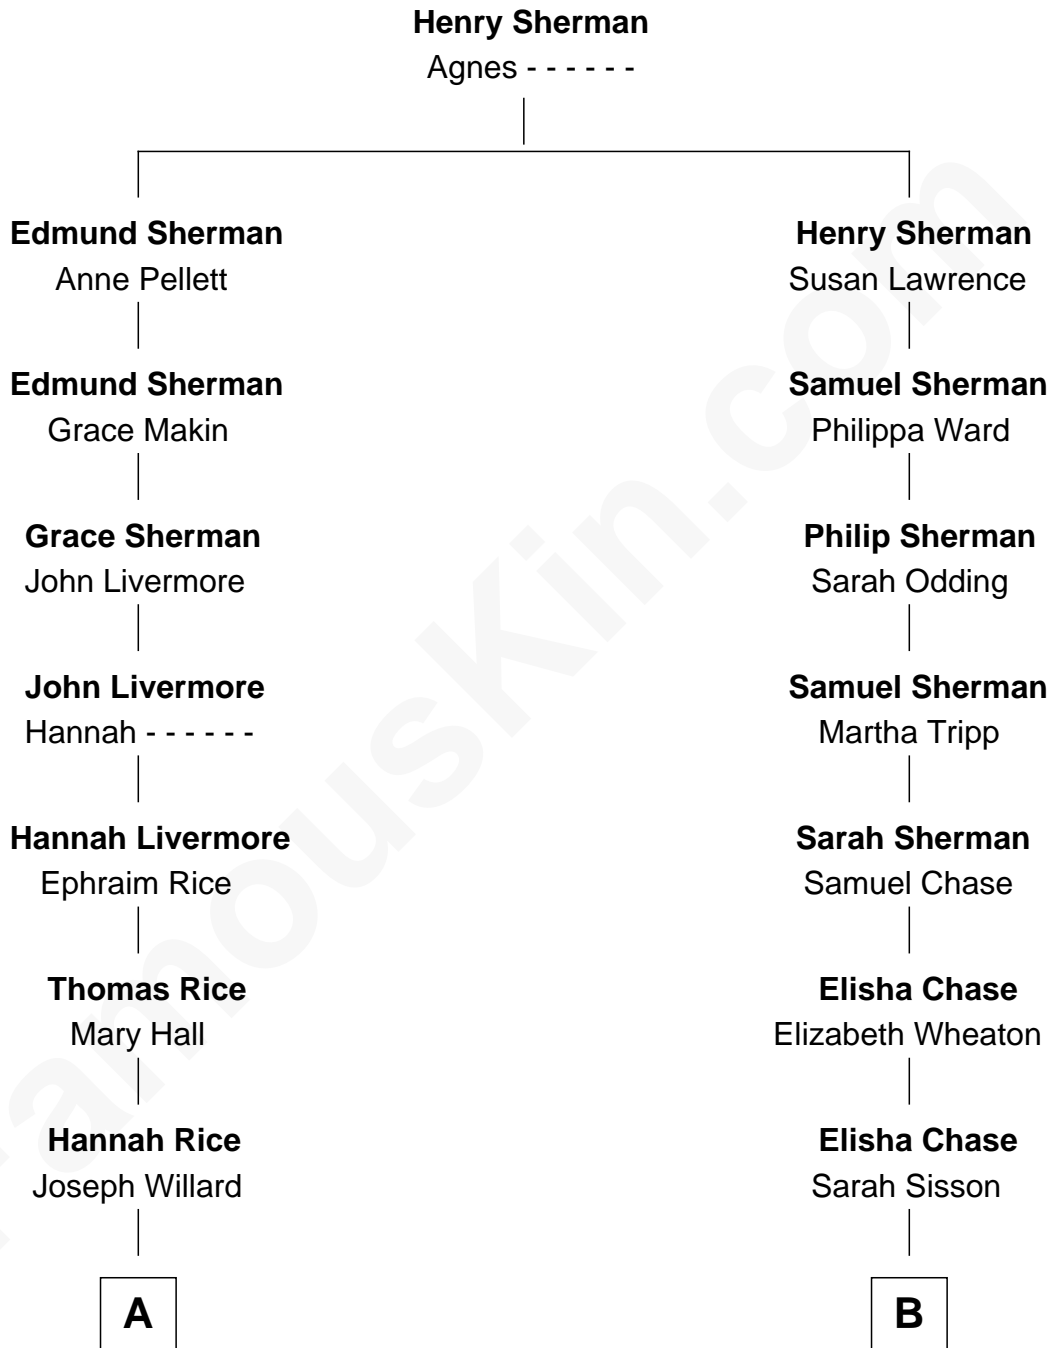 Henry Sherman
Agnes - - - - - -
Edmund Sherman
Anne Pellett
Edmund Sherman
Grace Makin
Grace Sherman
John Livermore
John Livermore
Hannah - - - - - -
Hannah Livermore
Ephraim Rice
Thomas Rice
Mary Hall
Hannah Rice
Joseph Willard
A
Henry Sherman
Susan Lawrence
Samuel Sherman
Philippa Ward
Philip Sherman
Sarah Odding
Samuel Sherman
Martha Tripp
Sarah Sherman
Samuel Chase
Elisha Chase
Elizabeth Wheaton
Elisha Chase
Sarah Sisson
B
FamousKin.com